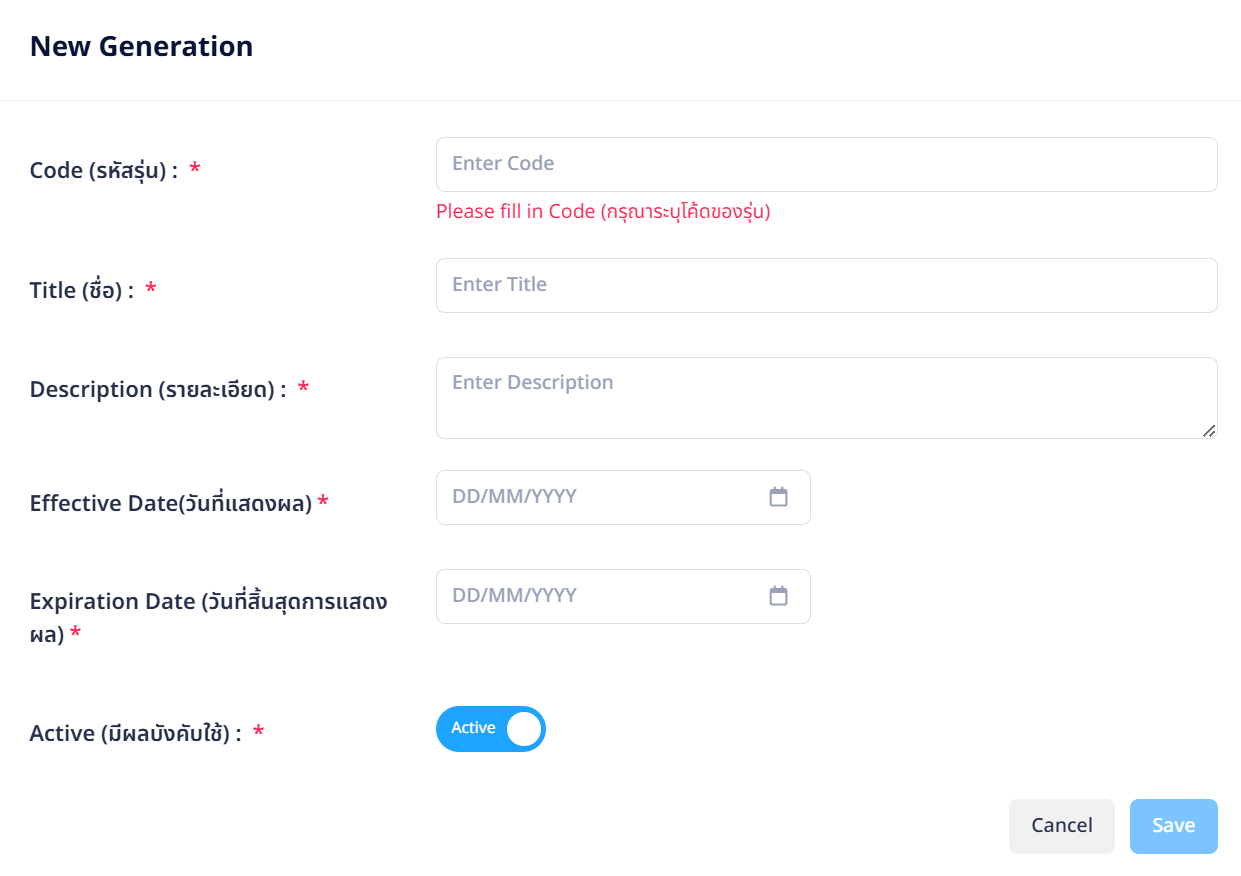 New Generation
Code (รหัสรุ่น) : *
Enter Code
Please fill in Code (กรุณาระบุโค้ดของรุ่น)
Title (ชื่อ) : *
Enter Title
Description (รายละเอียด) : *
Enter Description
Effective Date(วันที่แสดงผล) *
DD/MM/YYYY
Expiration Date (วันที่สิ้นสุดการแสดง
ผล) *
DD/MM/YYYY
Active (มีผลบังคับใช้) : *
Active
Cancel
Save